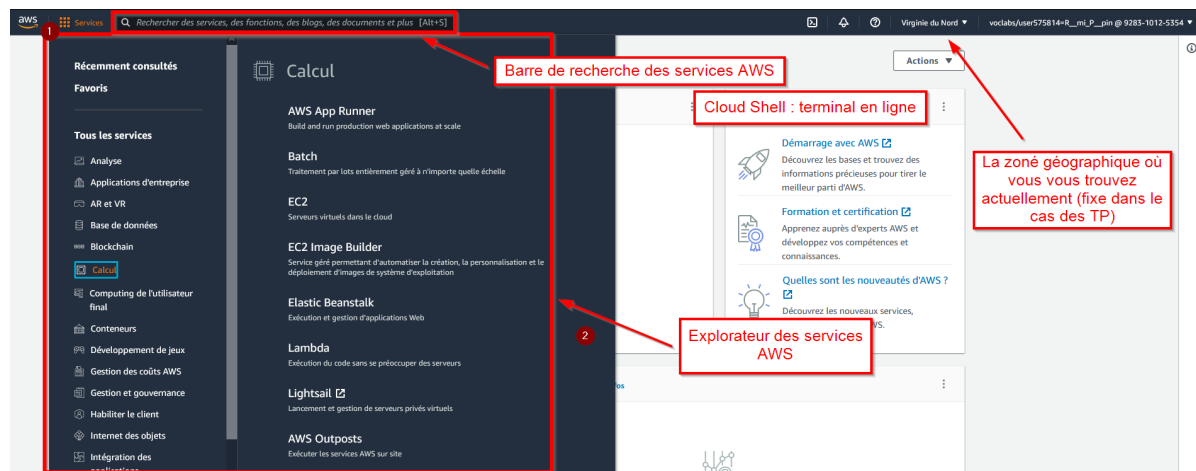 aws
Services
Rechercher des services, des fonctions, des blogs, des documents et plus [Alt+S]
Virginie du Nord ▼
voclabs/user575814=R__mi_P__pin @ 9283-1012-5354 ▼
1
Récemment consultés
Favoris
Tous les services
Analyse
Applications d'entreprise
AR et VR
Base de données
Blockchain
Calcul
Computing de l'utilisateur
final
Conteneurs
Développement de jeux
Gestion des coûts AWS
Gestion et gouvernance
Habiliter le client
Internet des objets
Intégration des
applications
Calcul
AWS App Runner
Build and run production web applications at scale
Batch
Traitement par lots entièrement géré à n'importe quelle échelle
EC2
Serveurs virtuels dans le cloud
EC2 Image Builder
Service géré permettant d'automatiser la création, la personnalisation et le
déploiement d'images de système d'exploitation
Elastic Beanstalk
Exécution et gestion d'applications Web
Lambda
Exécution du code sans se préoccuper des serveurs
Lightsail
Lancement et gestion de serveurs privés virtuels
AWS Outposts
Exécuter les services AWS sur site
2
Barre de recherche des services AWS
Actions ▼
Cloud Shell : terminal en ligne
Démarrage avec AWS
Découvrez les bases et trouvez des
informations précieuses pour tirer le
meilleur parti d'AWS.
Formation et certification
Apprenez auprès d'experts AWS et
développez vos compétences et
connaissances.
Quelles sont les nouveautés d'AWS ?
Découvrez les nouveaux services,
Explorateur des services
AWS
La zoné géographique où
vous vous trouvez
actuellement (fixe dans le
cas des TP)